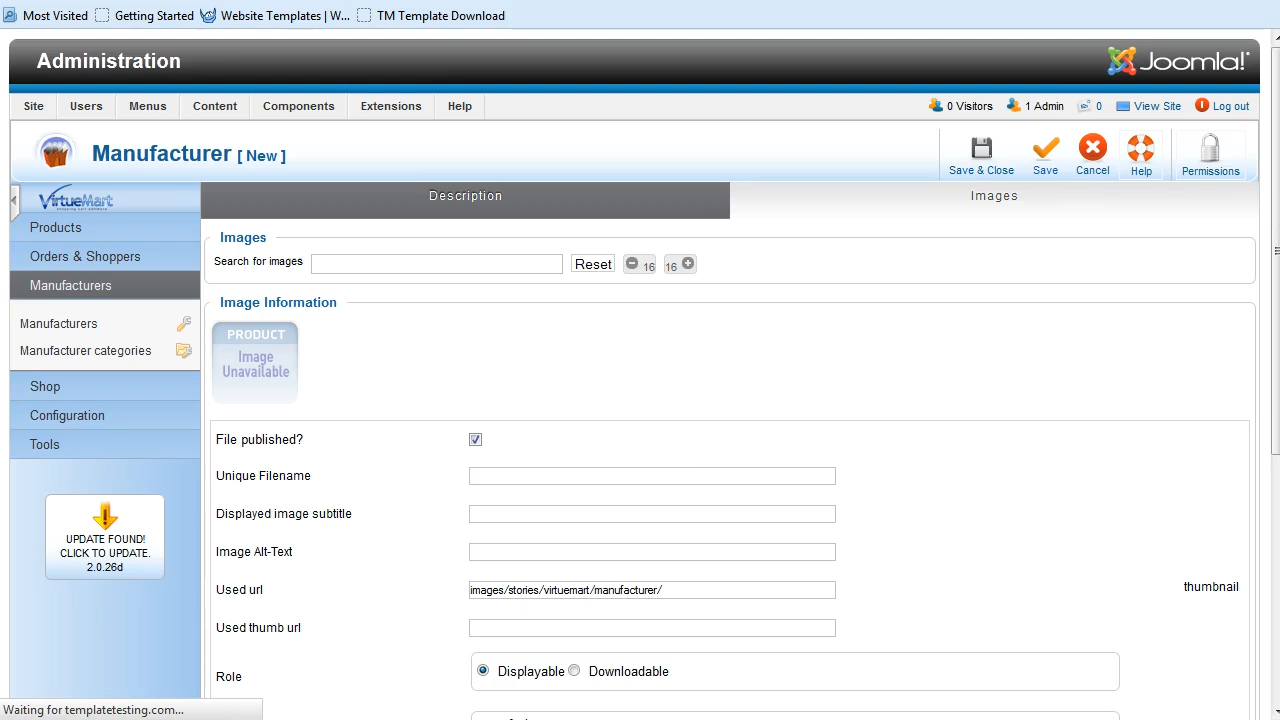 Most Visited Getting Started Website Templates | W... TM Template Download
Administration Joomla!
Site Users Menus Content Components Extensions Help 0 Visitors 1 Admin 0 View Site Log out
Manufacturer [ New ] Save & Close Save Cancel Help Permissions
VirtueMart
Description Images
Products
Orders & Shoppers
Manufacturers
Manufacturers
Manufacturer categories
Shop
Configuration
Tools
UPDATE FOUND!
CLICK TO UPDATE.
2.0.26d
Images
Search for images Reset 16 16
Image Information
PRODUCT
Image
Unavailable
File published?
Unique Filename
Displayed image subtitle
Image Alt-Text
Used url images/stories/virtuemart/manufacturer/ thumbnail
Used thumb url
Role Displayable Downloadable
Waiting for templatetesting.com...